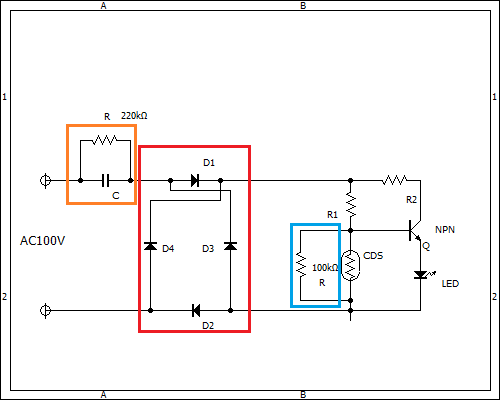 A B
1 1
R 220kΩ
C
D1
R1
R2
AC100V
D4 D3
NPN
Q
100kΩ
R
CDS
LED
2 2
D2
A B